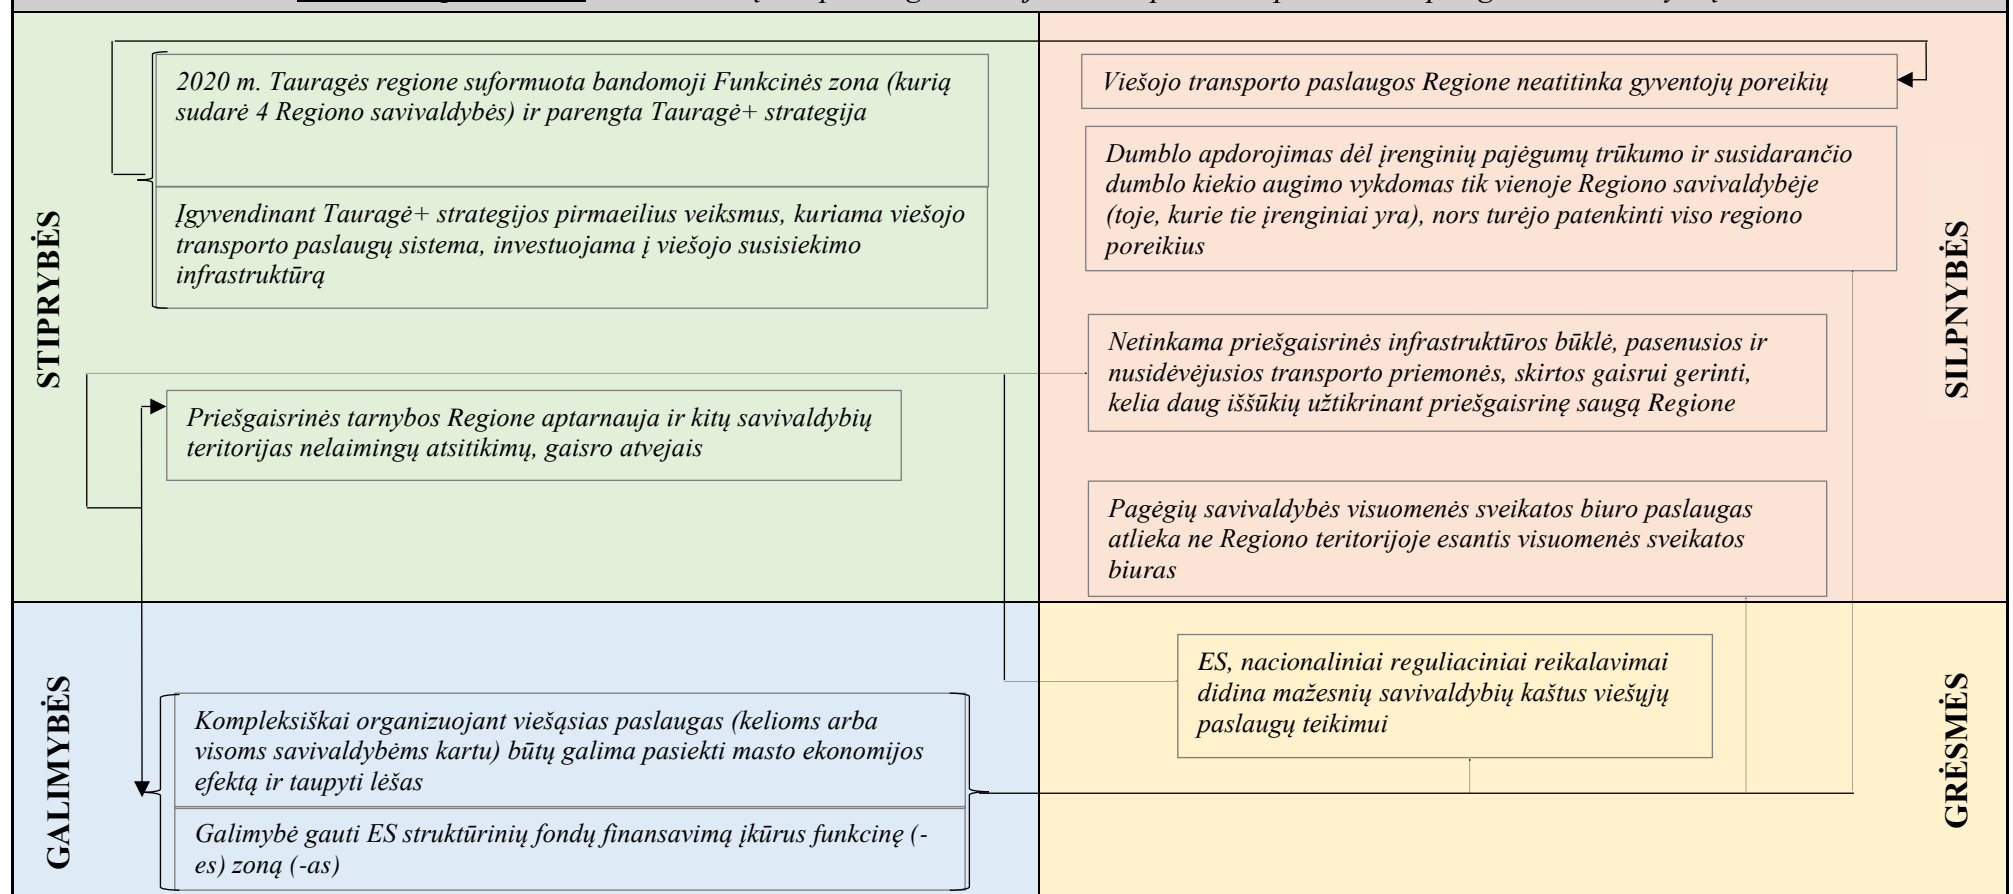 STIPRYBĖS
2020 m. Tauragės regione suformuota bandomoji Funkcinės zona (kurią
sudarė 4 Regiono savivaldybės) ir parengta Tauragė+ strategija
Įgyvendinant Tauragė+ strategijos pirmaeilius veiksmus, kuriama viešojo
transporto paslaugų sistema, investuojama į viešojo susisiekimo
infrastruktūrą
Priešgaisrinės tarnybos Regione aptarnauja ir kitų savivaldybių
teritorijas nelaimingų atsitikimų, gaisro atvejais
SILPNYBĖS
Viešojo transporto paslaugos Regione neatitinka gyventojų poreikių
Dumblo apdorojimas dėl įrenginių pajėgumų trūkumo ir susidarančio
dumblo kiekio augimo vykdomas tik vienoje Regiono savivaldybėje
(toje, kurie tie įrenginiai yra), nors turėjo patenkinti viso regiono
poreikius
Netinkama priešgaisrinės infrastruktūros būklė, pasenusios ir
nusidėvėjusios transporto priemonės, skirtos gaisrui gerinti,
kelia daug iššūkių užtikrinant priešgaisrinę saugą Regione
Pagėgių savivaldybės visuomenės sveikatos biuro paslaugas
atlieka ne Regiono teritorijoje esantis visuomenės sveikatos
biuras
GALIMYBĖS
Kompleksiškai organizuojant viešąsias paslaugas (kelioms arba
visoms savivaldybėms kartu) būtų galima pasiekti masto ekonomijos
efektą ir taupyti lėšas
Galimybė gauti ES struktūrinių fondų finansavimą įkūrus funkcinę (-
es) zoną (-as)
GRĖSMĖS
ES, nacionaliniai reguliaciniai reikalavimai
didina mažesnių savivaldybių kaštus viešųjų
paslaugų teikimui